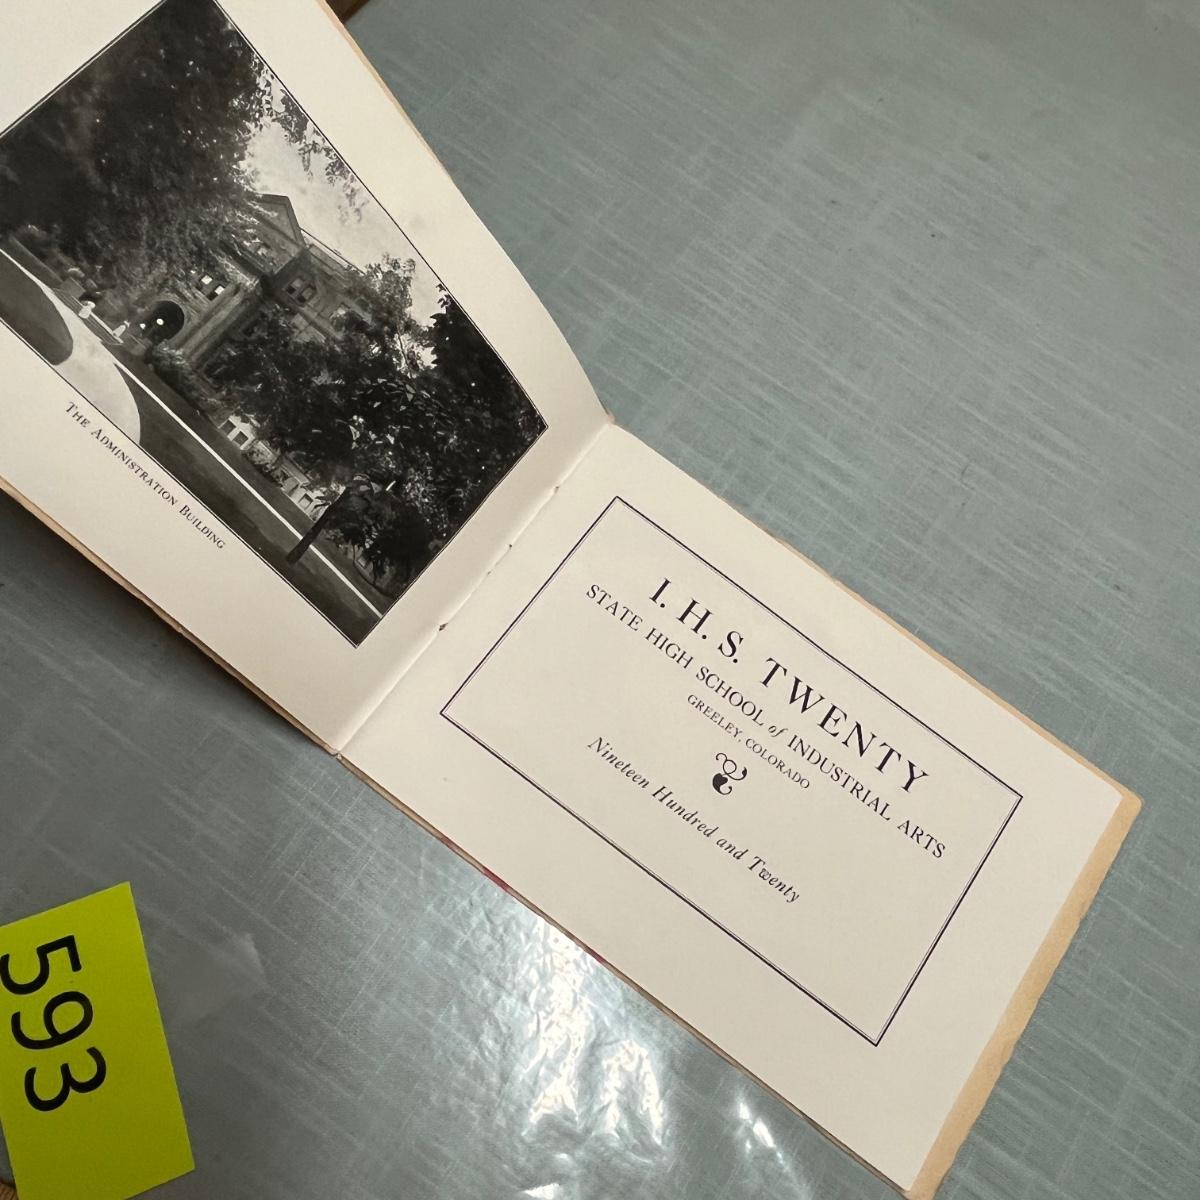 THE ADMINISTRATION BUILDING
I. H. S. TWENTY
STATE HIGH SCHOOL of INDUSTRIAL ARTS
GREELEY, COLORADO
Nineteen Hundred and Twenty
593